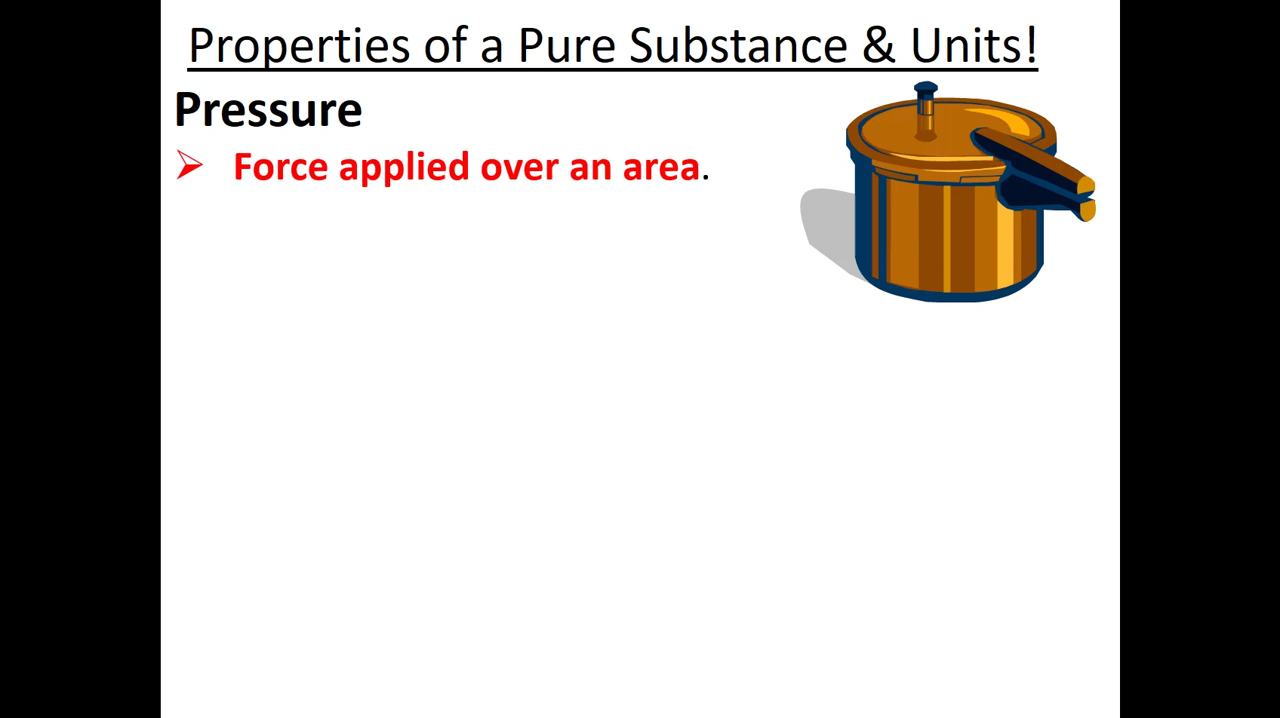 Properties of a Pure Substance & Units!
Pressure
Force applied over an area.